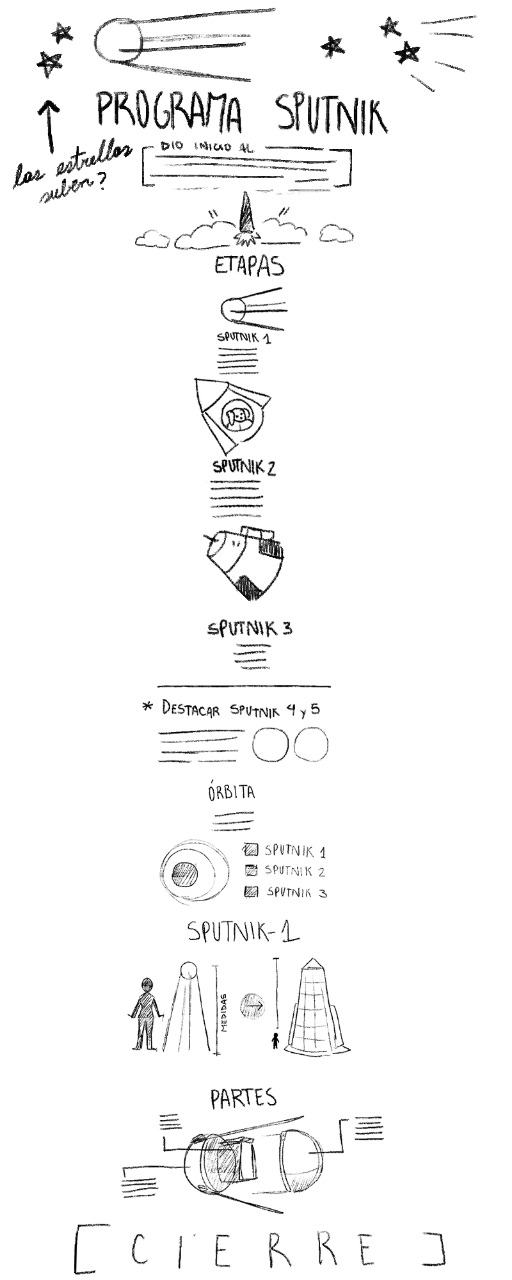 PROGRAMA SPUTNIK
las estrellas
suben?
DIO INICIO AL
ETAPAS
SPUTNIK 1
SPUTNIK 2
SPUTNIK 3
* DESTACAR SPUTNIK 4 y 5
ÓRBITA
SPUTNIK 1
SPUTNIK 2
SPUTNIK 3
SPUTNIK-1
MEDIDAS
PARTES
[CIERRE]